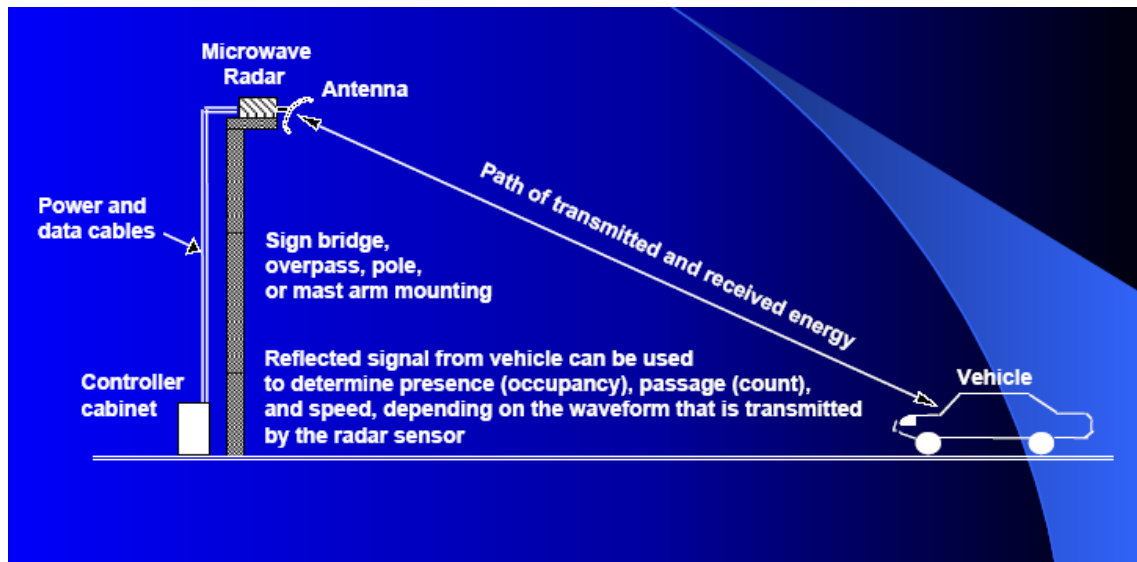 Microwave
Radar
Antenna
Path of transmitted and received energy
Power and
data cables
Sign bridge,
overpass, pole,
or mast arm mounting
Reflected signal from vehicle can be used
to determine presence (occupancy), passage (count),
and speed, depending on the waveform that is transmitted
by the radar sensor
Controller
cabinet
Vehicle